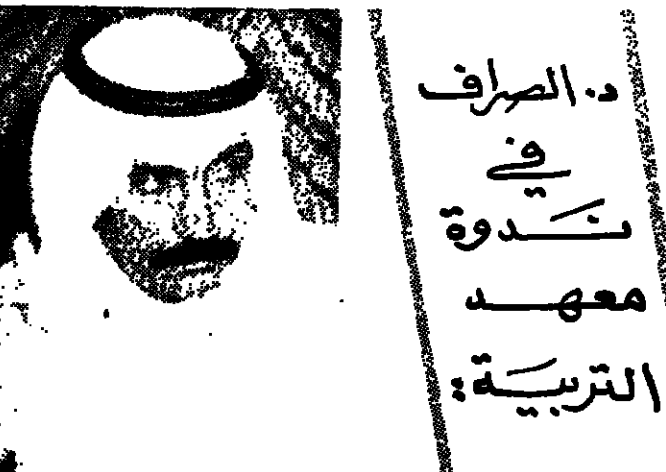 د. الصراف
في
ندوة
معهد
التربية: